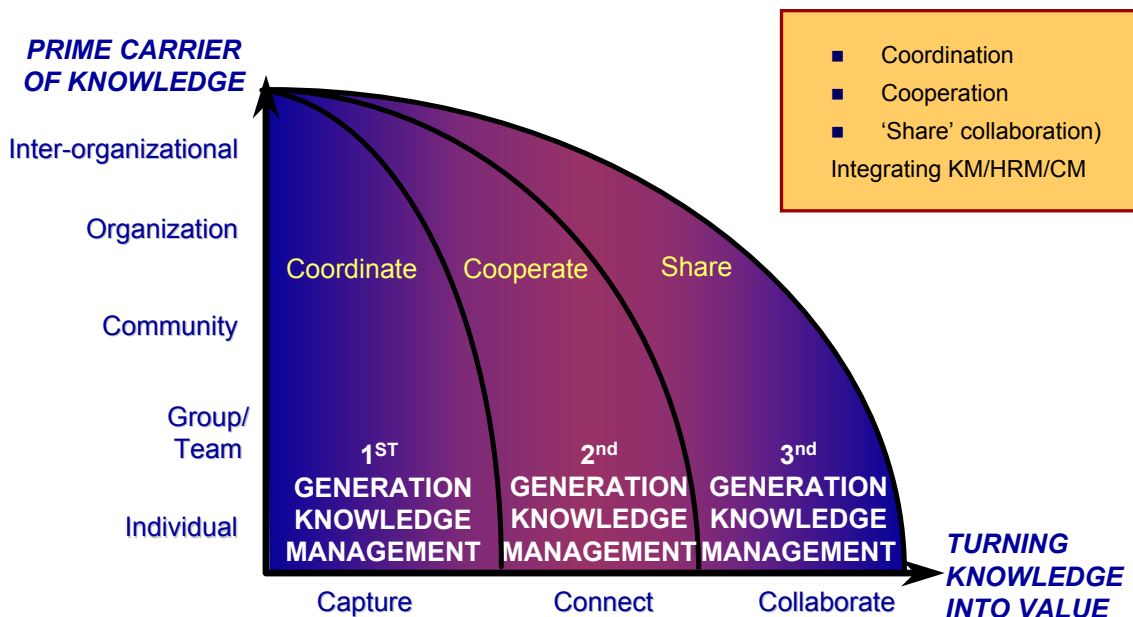 PRIME CARRIER
OF KNOWLEDGE
Inter-organizational
Organization
Community
Group/
Team
Individual
Coordinate
Cooperate
Share
1ST
GENERATION
KNOWLEDGE
MANAGEMENT
2nd
GENERATION
KNOWLEDGE
MANAGEMENT
3nd
GENERATION
KNOWLEDGE
MANAGEMENT
Capture
Connect
Collaborate
TURNING
KNOWLEDGE
INTO VALUE
■ Coordination
■ Cooperation
■ ‘Share’ collaboration)
Integrating KM/HRM/CM